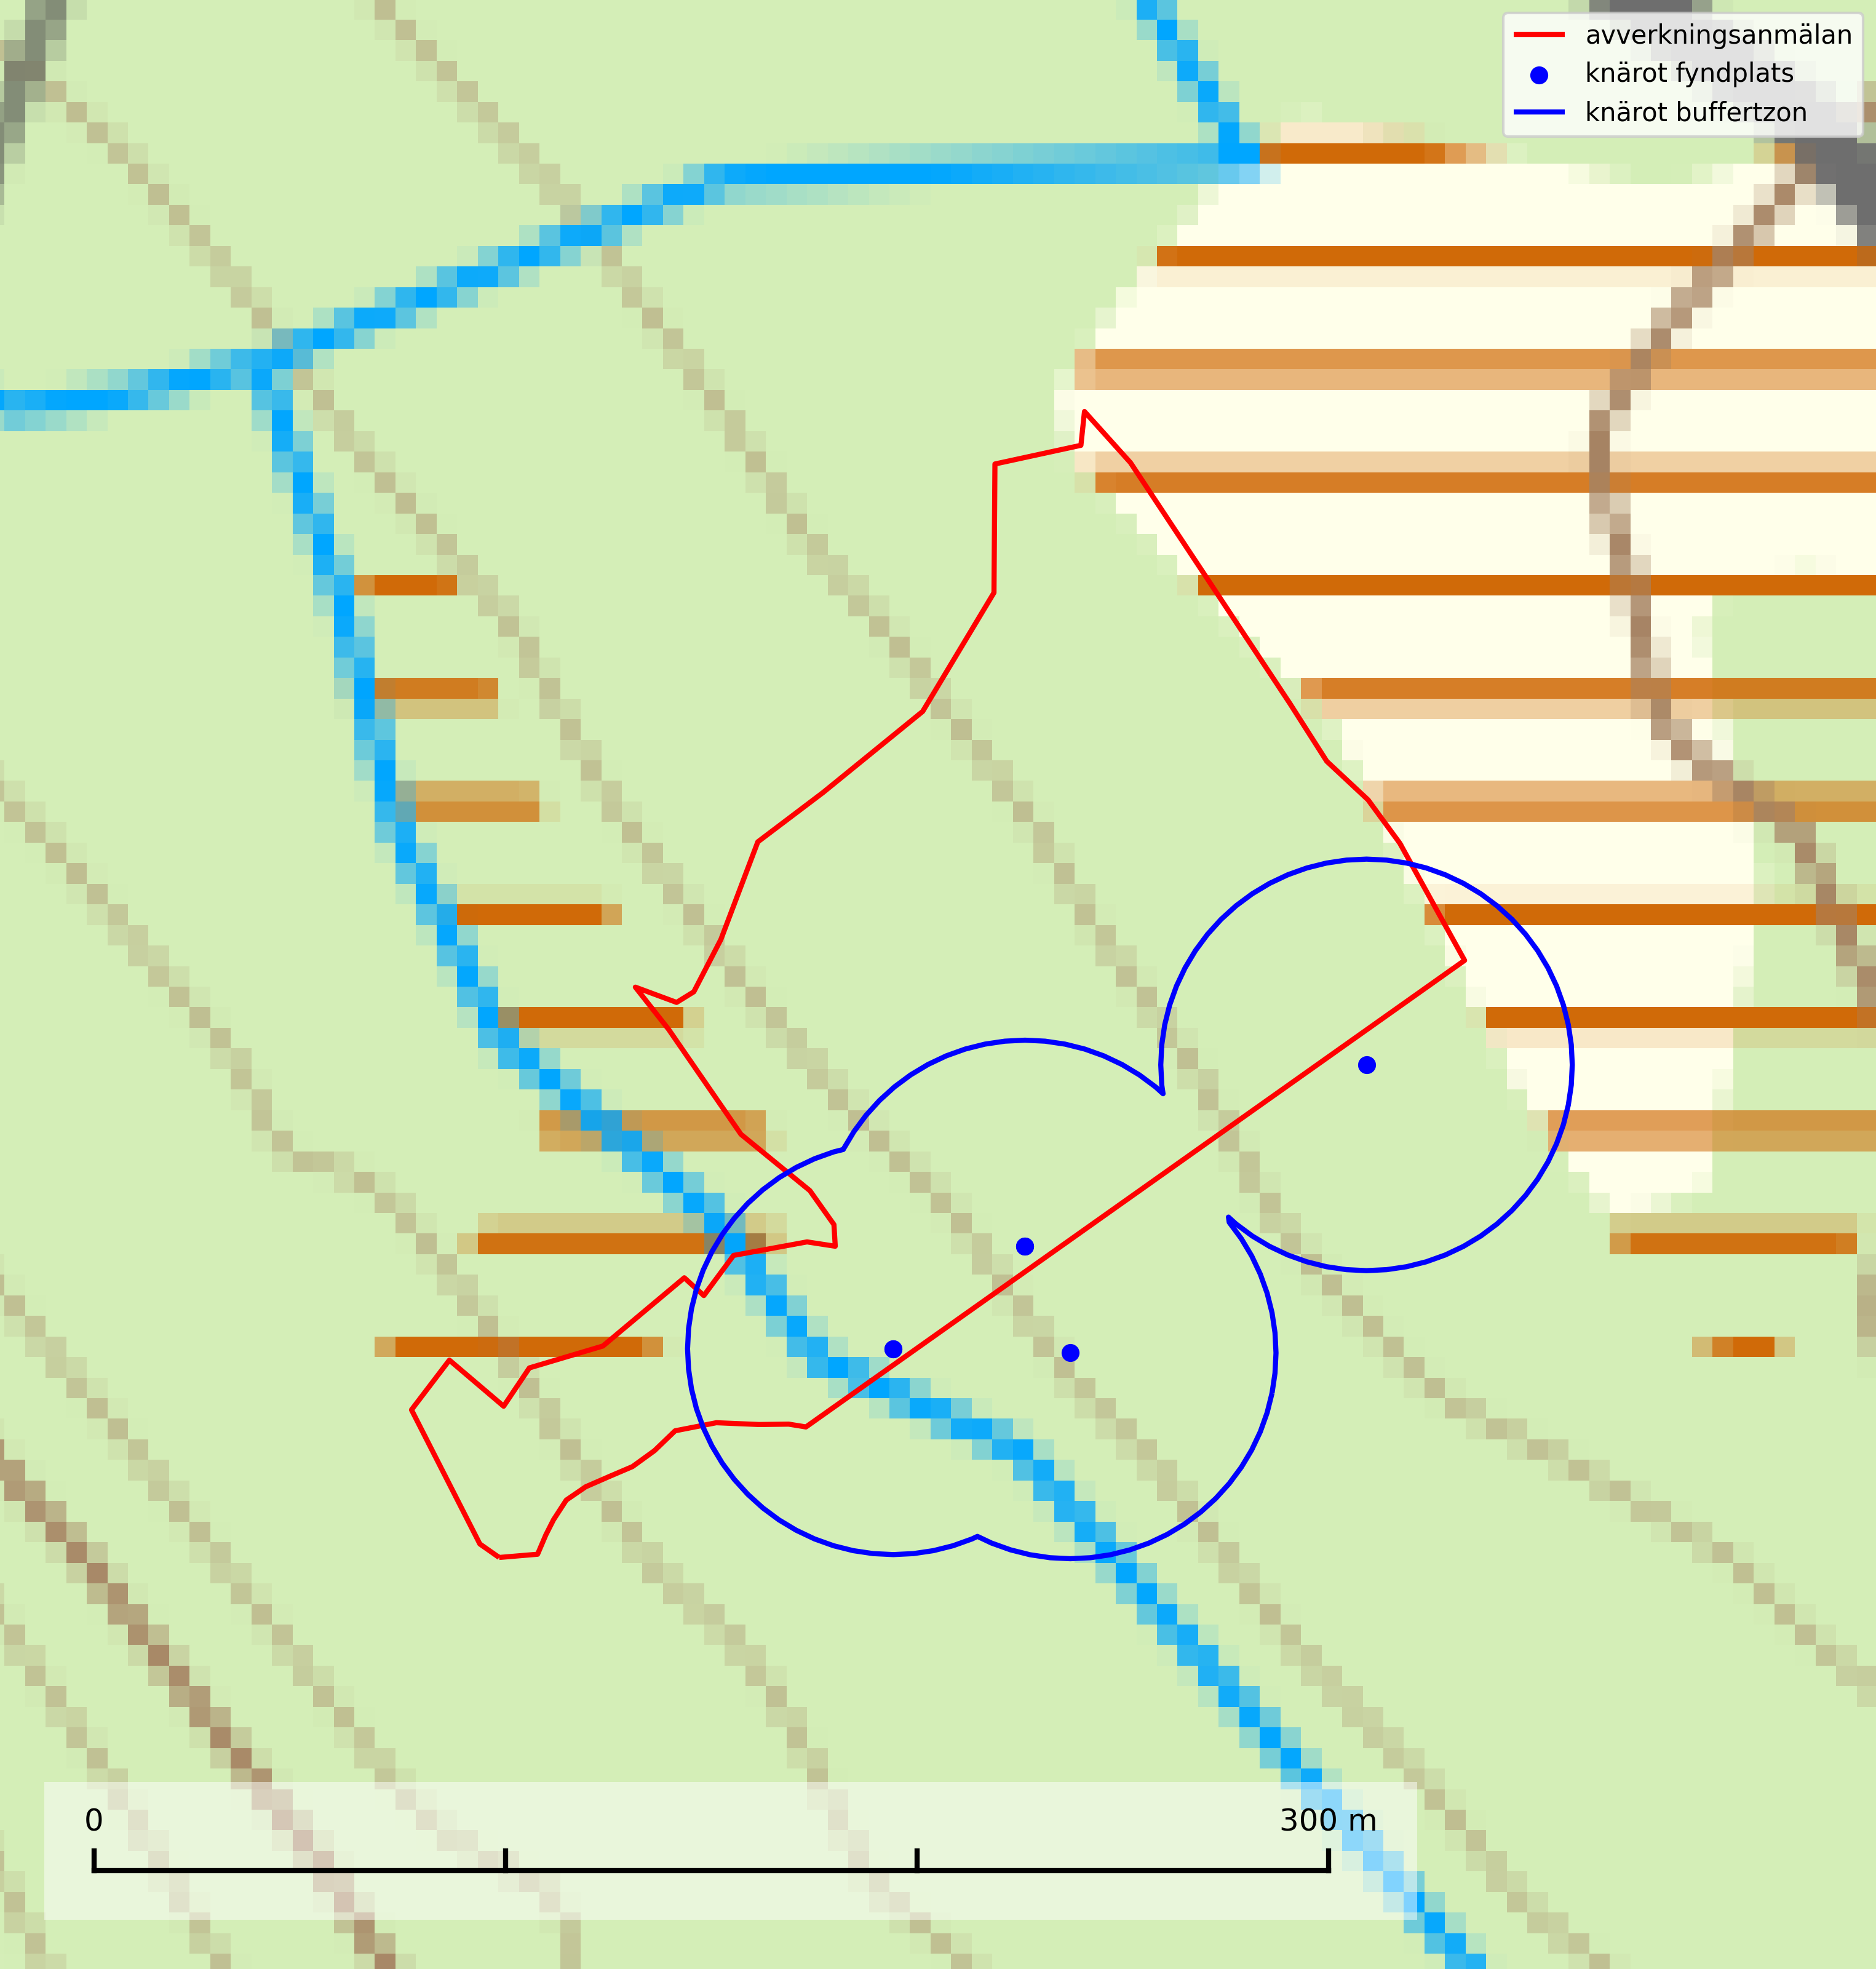 avverkningsanmälan
knärot fyndplats
knärot buffertzon
0 300 m